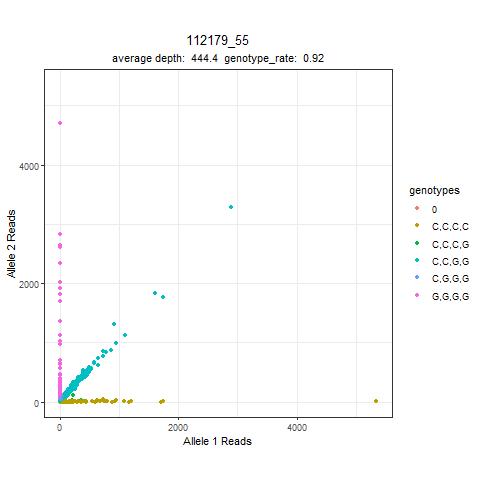 112179_55
average depth:  444.4  genotype_rate:  0.92
Allele 2 Reads
4000
2000
0
0
2000
4000
Allele 1 Reads
genotypes
0
C,C,C,C
C,C,C,G
C,C,G,G
C,G,G,G
G,G,G,G